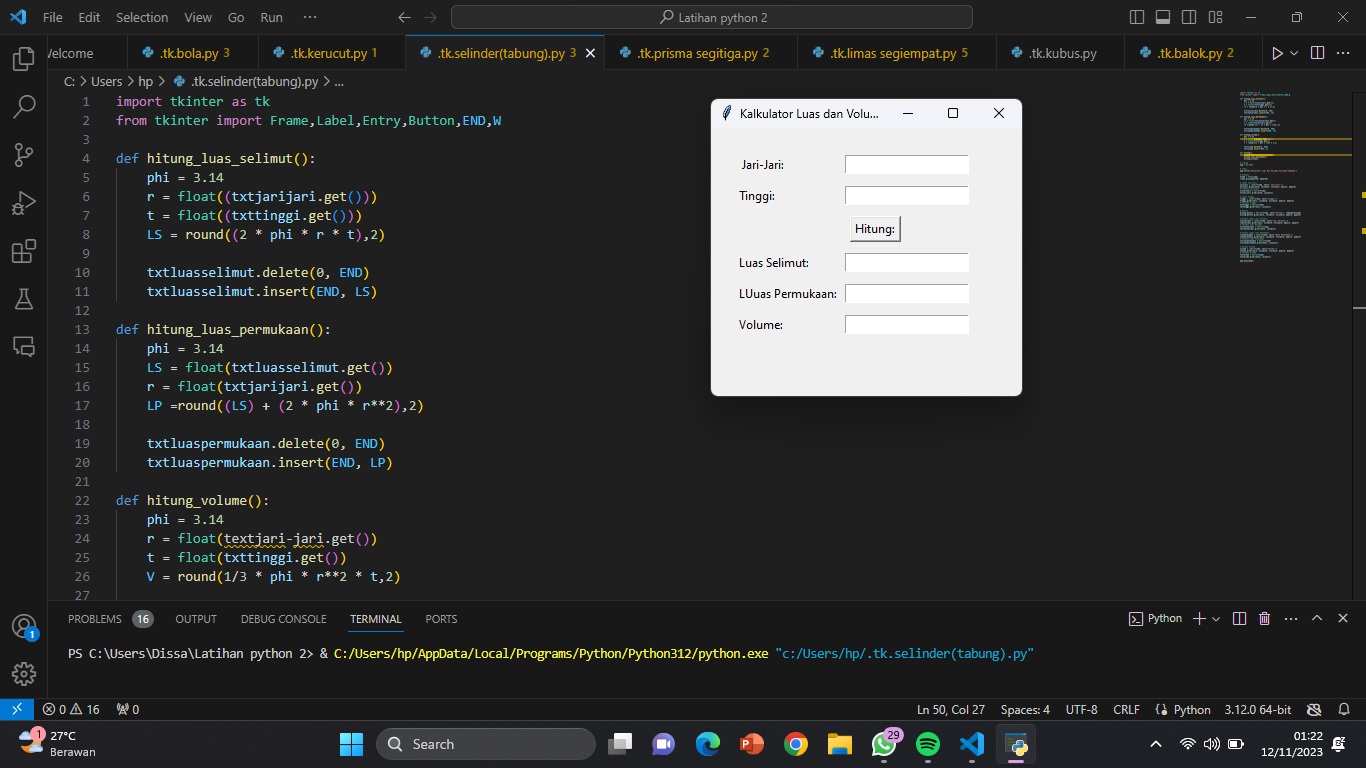 File Edit Selection View Go Run ··· Latihan python 2
Welcome .tk.bola.py 3 .tk.kerucut.py 1 .tk.selinder(tabung).py 3 .tk.prisma segitiga.py 2 .tk.limas segiempat.py 5 .tk.kubus.py .tk.balok.py 2
C: > Users > hp > .tk.selinder(tabung).py > ...
1 import tkinter as tk
2 from tkinter import Frame,Label,Entry,Button,END,W
3
4 def hitung_luas_selimut():
5 phi = 3.14
6 r = float((txtjarijari.get()))
7 t = float((txttinggi.get()))
8 LS = round((2 * phi * r * t),2)
9
10 txtluasselimut.delete(0, END)
11 txtluasselimut.insert(END, LS)
12
13 def hitung_luas_permukaan():
14 phi = 3.14
15 LS = float(txtluasselimut.get())
16 r = float(txtjarijari.get())
17 LP =round((LS) + (2 * phi * r**2),2)
18
19 txtluaspermukaan.delete(0, END)
20 txtluaspermukaan.insert(END, LP)
21
22 def hitung_volume():
23 phi = 3.14
24 r = float(textjari-jari.get())
25 t = float(txttinggi.get())
26 V = round(1/3 * phi * r**2 * t,2)
27
Kalkulator Luas dan Volu...
Jari-Jari:
Tinggi:
Hitung:
Luas Selimut:
LUuas Permukaan:
Volume:
PROBLEMS 16 OUTPUT DEBUG CONSOLE TERMINAL PORTS Python
PS C:\Users\Dissa\Latihan python 2> & C:/Users/hp/AppData/Local/Programs/Python/Python312/python.exe "c:/Users/hp/.tk.selinder(tabung).py"
1
0 16 0 Ln 50, Col 27 Spaces: 4 UTF-8 CRLF Python 3.12.0 64-bit
1 27°C
Berawan
Search
29
01:22
12/11/2023